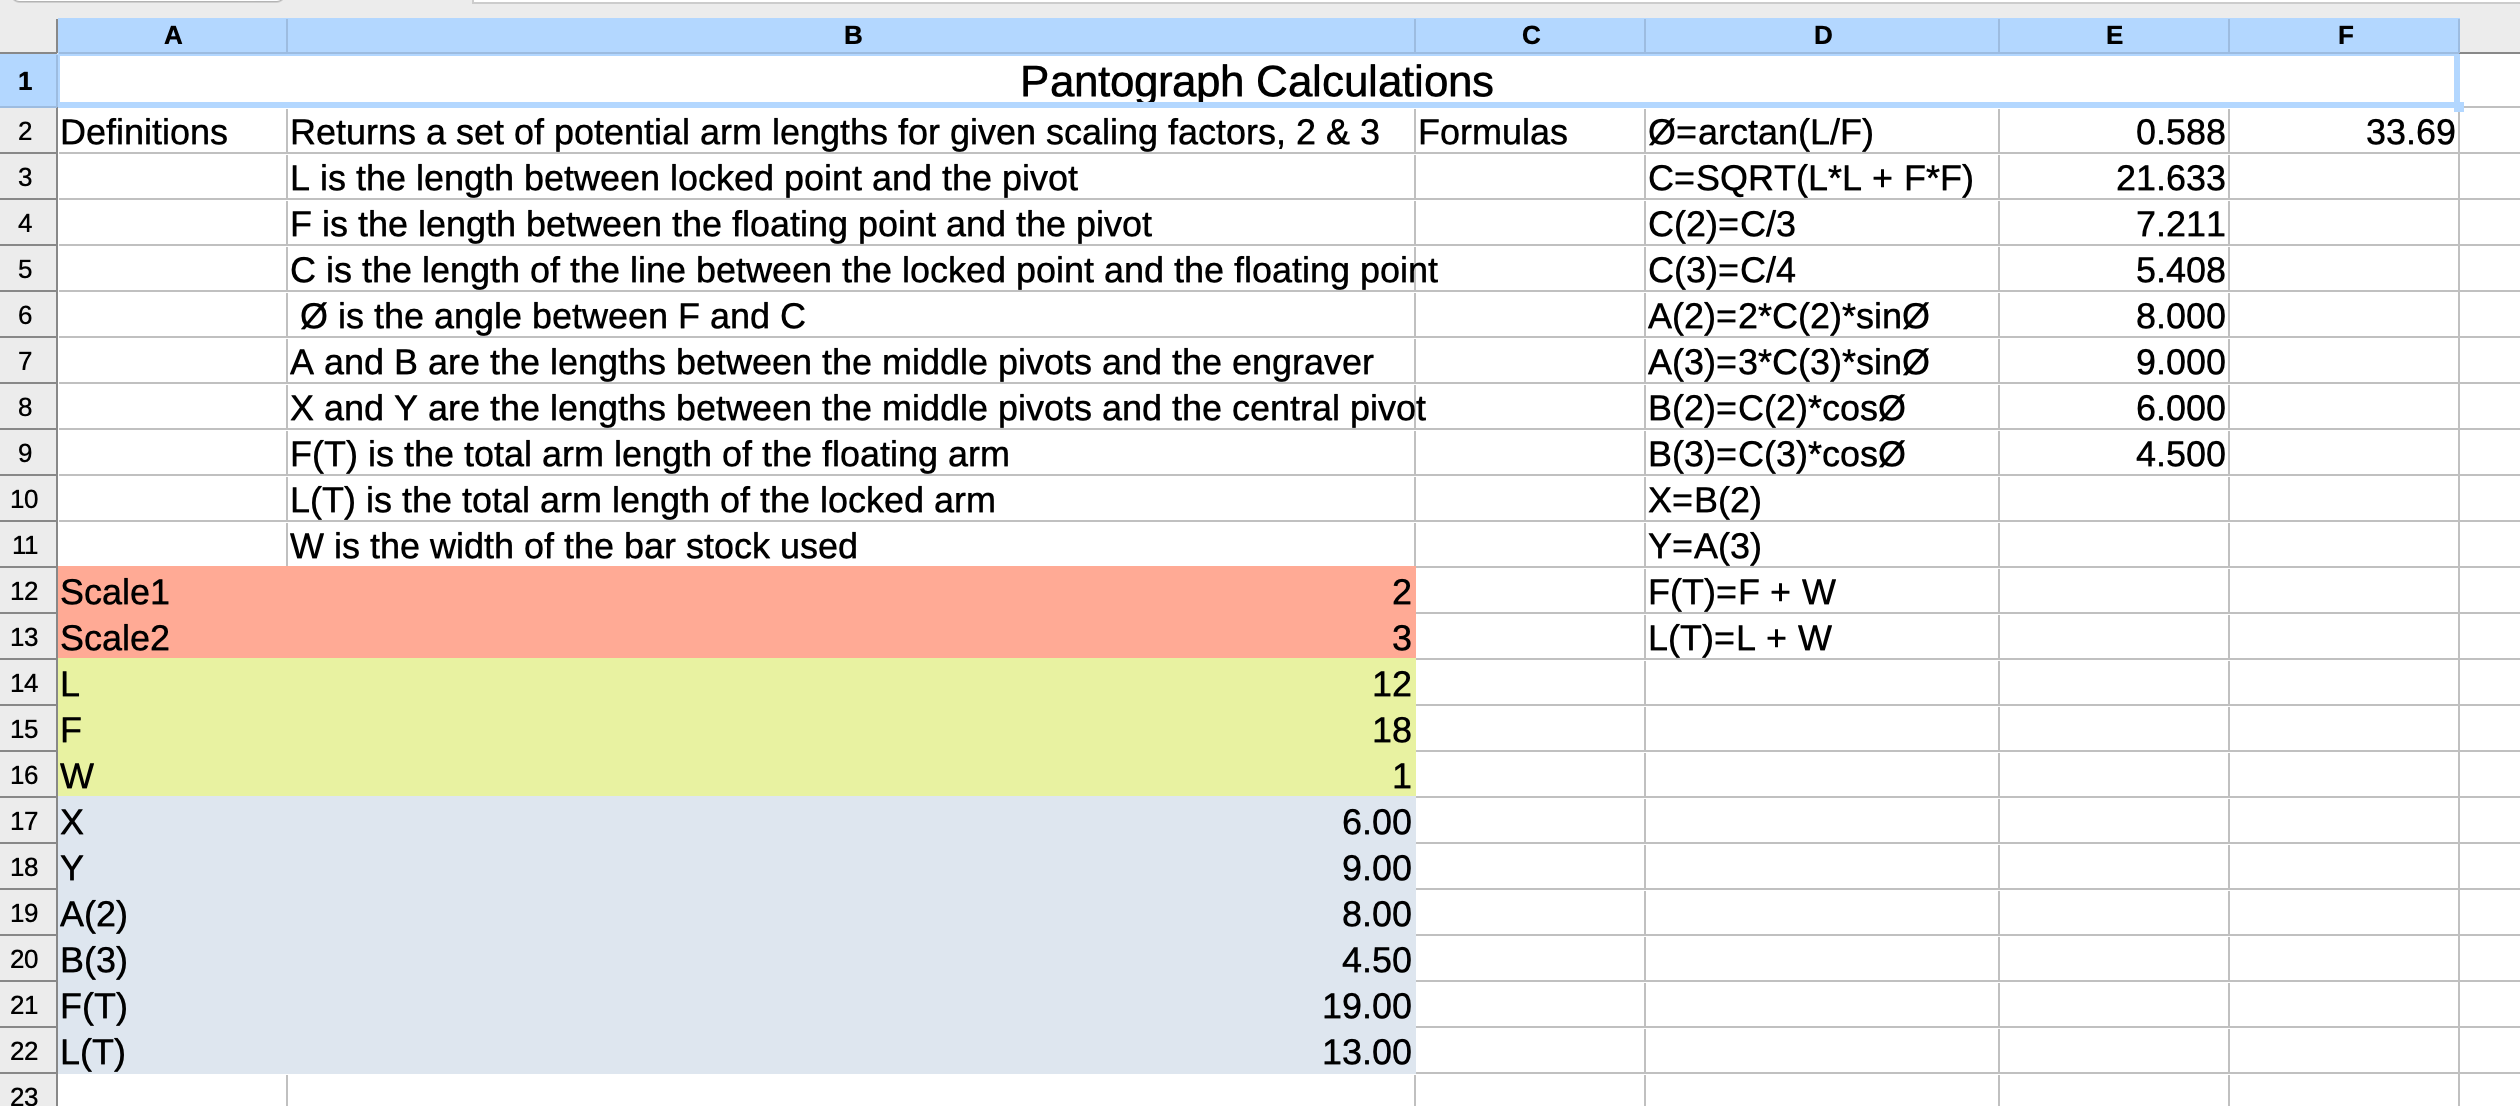 A B C D E F
1 Pantograph Calculations
2 Definitions Returns a set of potential arm lengths for given scaling factors, 2 & 3 Formulas Ø=arctan(L/F) 0.588 33.69
3 L is the length between locked point and the pivot C=SQRT(L*L + F*F) 21.633
4 F is the length between the floating point and the pivot C(2)=C/3 7.211
5 C is the length of the line between the locked point and the floating point C(3)=C/4 5.408
6 Ø is the angle between F and C A(2)=2*C(2)*sinØ 8.000
7 A and B are the lengths between the middle pivots and the engraver A(3)=3*C(3)*sinØ 9.000
8 X and Y are the lengths between the middle pivots and the central pivot B(2)=C(2)*cosØ 6.000
9 F(T) is the total arm length of the floating arm B(3)=C(3)*cosØ 4.500
10 L(T) is the total arm length of the locked arm X=B(2)
11 W is the width of the bar stock used Y=A(3)
12 Scale1 2 F(T)=F + W
13 Scale2 3 L(T)=L + W
14 L 12
15 F 18
16 W 1
17 X 6.00
18 Y 9.00
19 A(2) 8.00
20 B(3) 4.50
21 F(T) 19.00
22 L(T) 13.00
23